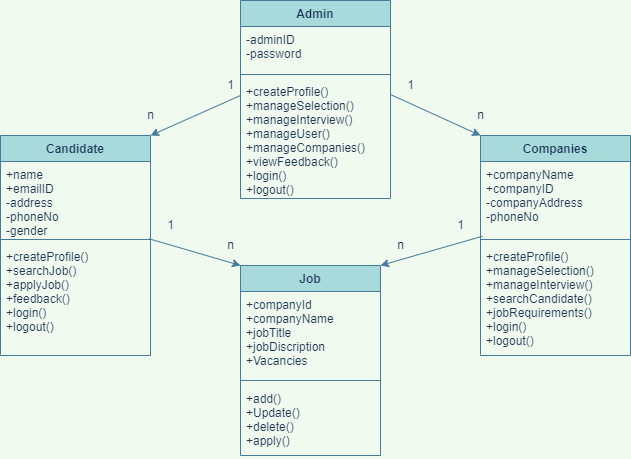 Admin
-adminID
-password
+createProfile()
+manageSelection()
+manageInterview()
+manageUser()
+manageCompanies()
+viewFeedback()
+login()
+logout()
1
1
n
n
Candidate
+name
+emailID
-address
-phoneNo
-gender
+createProfile()
+searchJob()
+applyJob()
+feedback()
+login()
+logout()
Companies
+companyName
+companyID
-companyAddress
-phoneNo
+createProfile()
+manageSelection()
+manageInterview()
+searchCandidate()
+jobRequirements()
+login()
+logout()
1
n
n
1
Job
+companyId
+companyName
+jobTitle
+jobDiscription
+Vacancies
+add()
+Update()
+delete()
+apply()